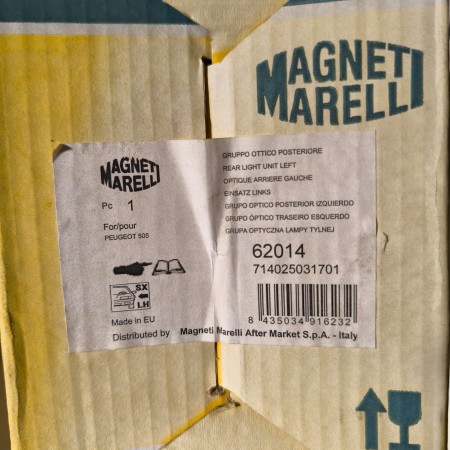 MAGNETI
MARELLI
MAGNETI
MARELLI
Pc 1
For/pour
PEUGEOT 505
GRUPPO OTTICO POSTERIORE
REAR LIGHT UNIT LEFT
OPTIQUE ARRIERE GAUCHE
EINSATZ LINKS
GRUPO OPTICO POSTERIOR IZQUIERDO
GRUPO ÓPTICO TRASEIRO ESQUERDO
GRUPA OPTYCZNA LAMPY TYLNEJ
62014
714025031701
SX
LH
8 435034 916232
Made in EU
Distributed by Magneti Marelli After Market S.p.A. - Italy